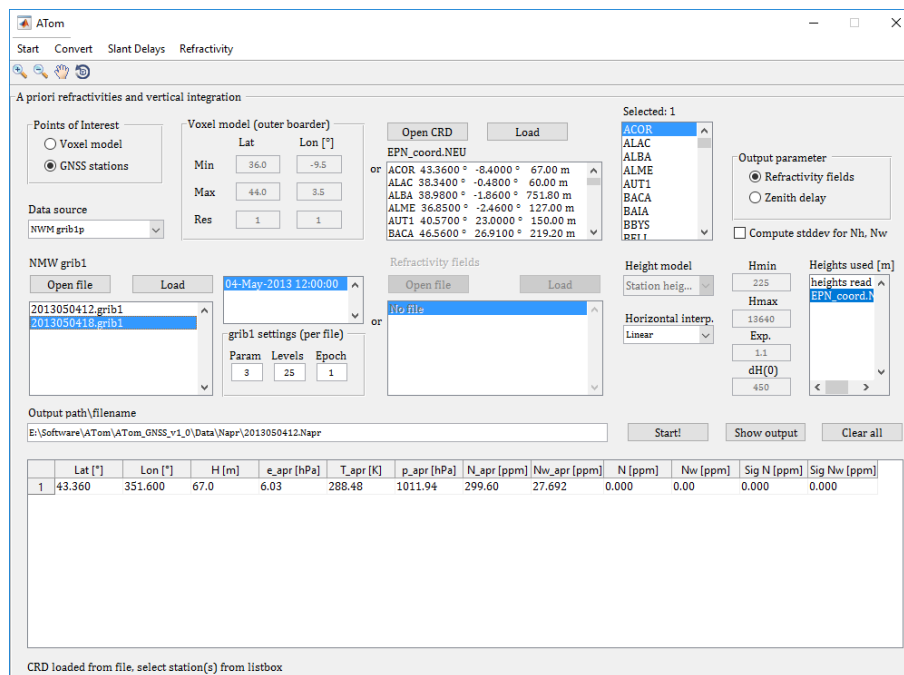 ATom
Start Convert Slant Delays Refractivity
A priori refractivities and vertical integration
Points of Interest
Voxel model
GNSS stations
Data source
NWM grib1p
Voxel model (outer boarder)
Lat Lon [°]
Min 36.0 -9.5
Max 44.0 3.5
Res 1 1
or
Open CRD Load
EPN_coord.NEU
ACOR 43.3600 ° -8.4000 ° 67.00 m
ALAC 38.3400 ° -0.4800 ° 60.00 m
ALBA 38.9800 ° -1.8600 ° 751.80 m
ALME 36.8500 ° -2.4600 ° 127.00 m
AUT1 40.5700 ° 23.0000 ° 150.00 m
BACA 46.5600 ° 26.9100 ° 219.20 m
Selected: 1
ACOR
ALAC
ALBA
ALME
AUT1
BACA
BAIA
BBYS
BELL
Output parameter
Refractivity fields
Zenith delay
Compute stddev for Nh, Nw
NMW grib1
Open file Load
2013050412.grib1
2013050418.grib1
04-May-2013 12:00:00
grib1 settings (per file)
Param Levels Epoch
3 25 1
or
Refractivity fields
Open file Load
No file
Height model
Station heig...
Horizontal interp.
Linear
Hmin
225
Hmax
13640
Exp.
1.1
dH(0)
450
Heights used [m]
heights read
EPN_coord.N
Output path\filename
E:\Software\ATom\ATom_GNSS_v1_0\Data\Napr\2013050412.Napr
Start! Show output Clear all
Lat [°] Lon [°] H [m] e_apr [hPa] T_apr [K] p_apr [hPa] N_apr [ppm] Nw_apr [ppm] N [ppm] Nw [ppm] Sig N [ppm] Sig Nw [ppm]
1 43.360 351.600 67.0 6.03 288.48 1011.94 299.60 27.692 0.000 0.00 0.000 0.000
CRD loaded from file, select station(s) from listbox